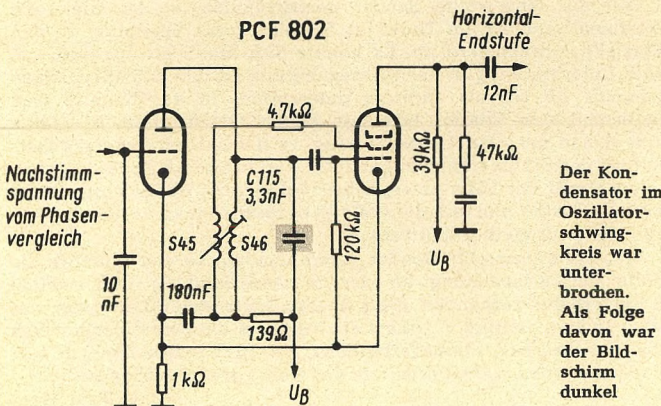 PCF 802
Horizontal-
Endstufe
12nF
4,7kΩ
39kΩ
47kΩ
Nachstimm-
spannung
vom Phasen-
vergleich
C115
3,3nF
S45
S46
120kΩ
10
nF
180nF
139Ω
1kΩ
UB
UB
Der Kon-
densator im
Oszillator-
schwing-
kreis war
unter-
brochen.
Als Folge
davon war
der Bild-
schirm
dunkel